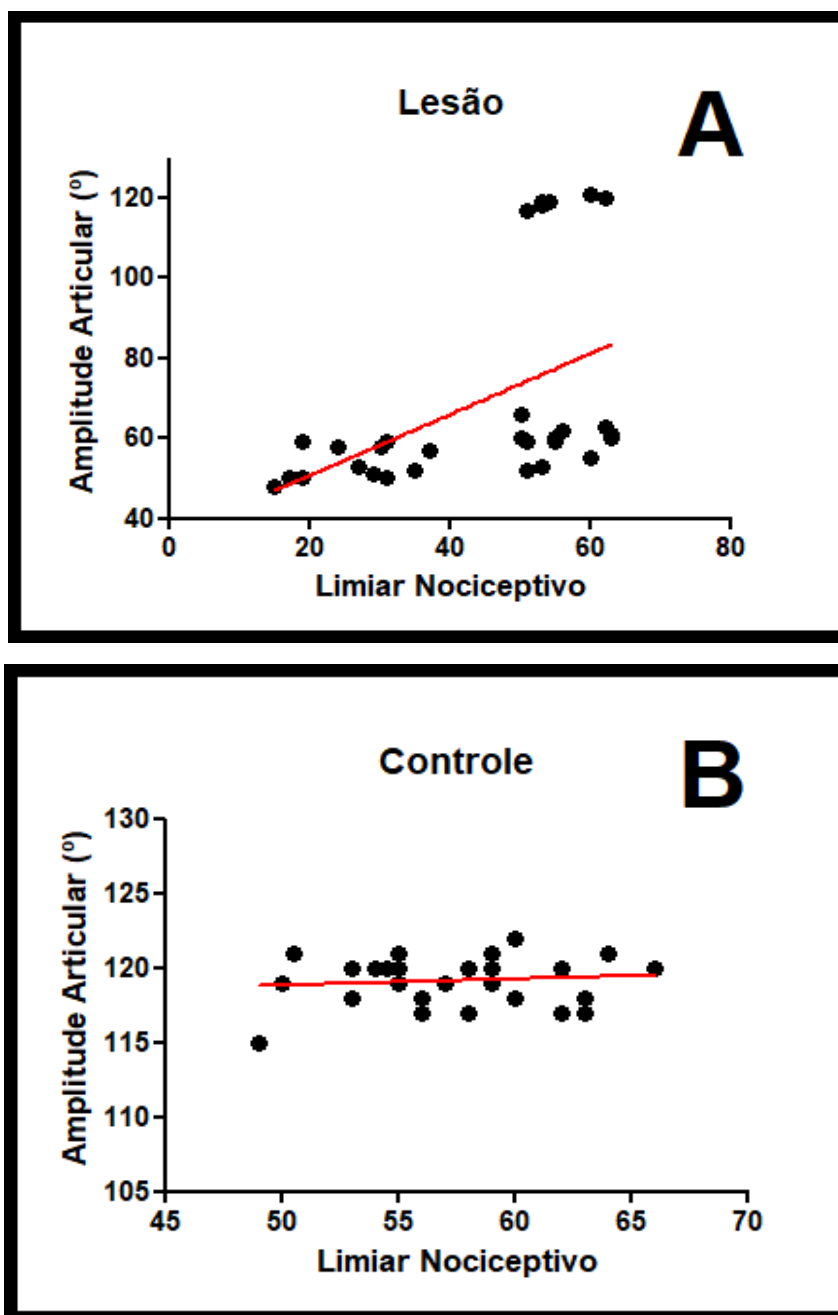 Lesão
A
Amplitude Articular (º)
120
100
80
60
40
0 20 40 60 80
Limiar Nociceptivo
Controle
B
Amplitude Articular (º)
130
125
120
115
110
105
45 50 55 60 65 70
Limiar Nociceptivo